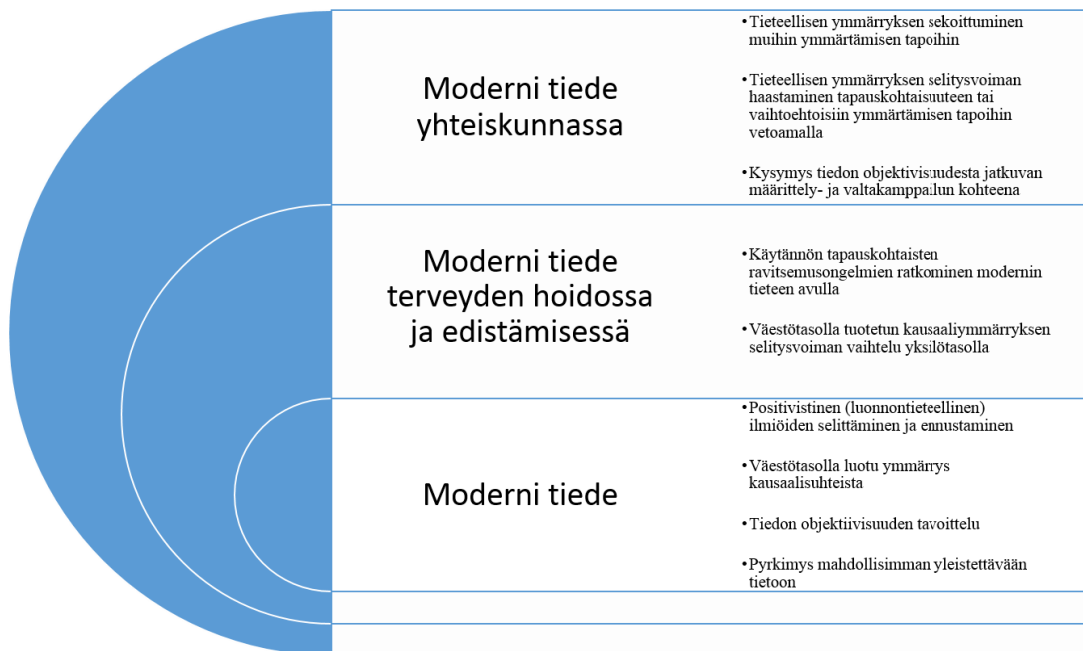 Moderni tiede
yhteiskunnassa
•Tieteellisen ymmärryksen sekoittuminen
muihin ymmärtämisen tapoihin
•Tieteellisen ymmärryksen selitysvoiman
haastaminen tapauskohtaisuuteen tai
vaihtoehtoisiin ymmärtämisen tapoihin
vetoamalla
•Kysymys tiedon objektivisuudesta jatkuvan
määrittely- ja valtakamppailun kohteena
Moderni tiede
terveyden hoidossa
ja edistämisessä
•Käytännön tapauskohtaisten
ravitsemusongelmien ratkominen modernin
tieteen avulla
•Väestötasolla tuotetun kausaaliymmärryksen
selitysvoiman vaihtelu yksilötasolla
Moderni tiede
•Positivistinen (luonnontieteellinen)
ilmiöiden selittäminen ja ennustaminen
•Väestötasolla luotu ymmärrys
kausaalisuhteista
•Tiedon objektiivisuuden tavoittelu
•Pyrkimys mahdollisimman yleistettävään
tietoon